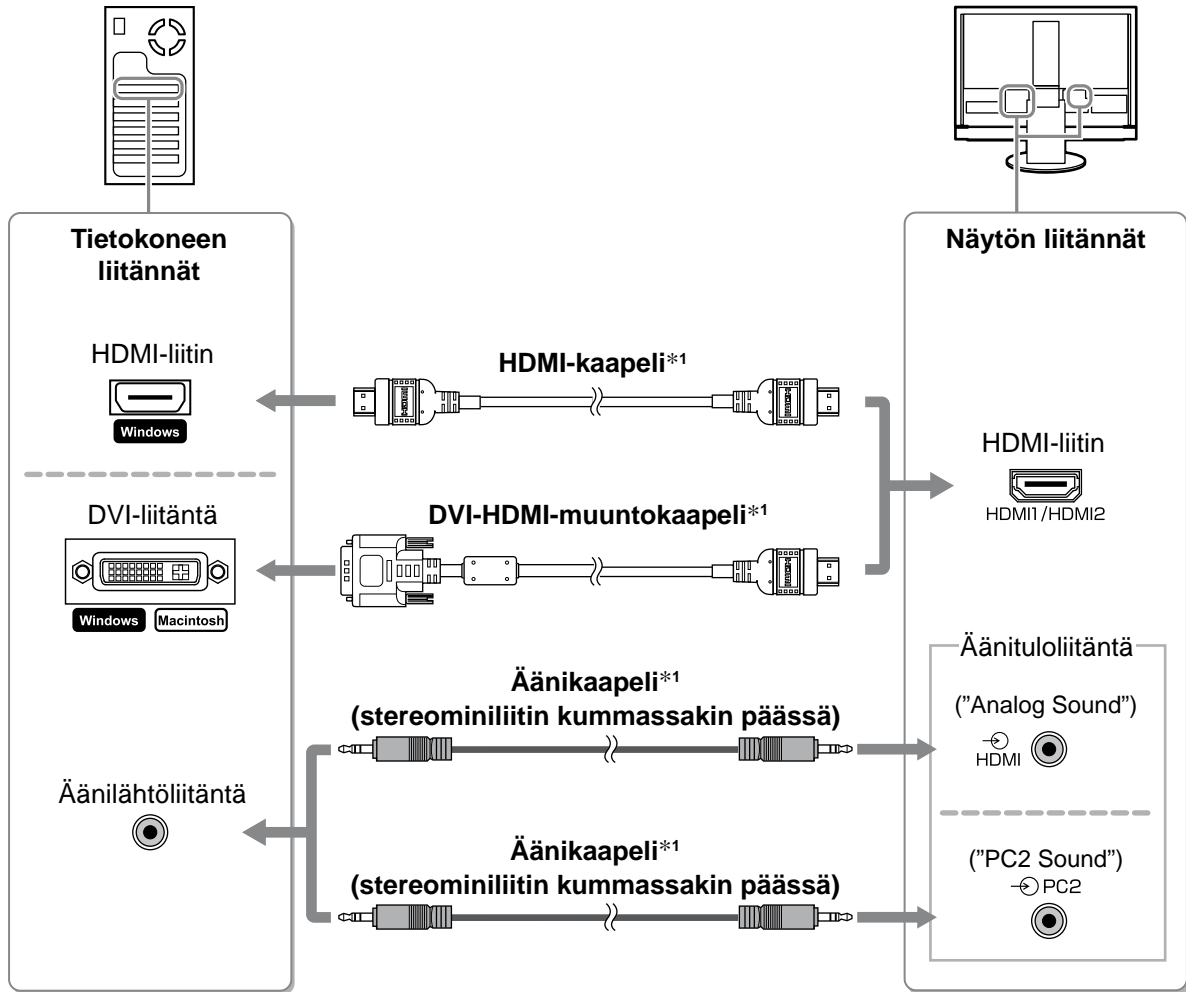 Tietokoneen
liitännät
Näytön liitännät
HDMI-liitin
Windows
HDMI-kaapeli*1
HDMI-liitin
HDMI1/HDMI2
DVI-liitäntä
Windows Macintosh
DVI-HDMI-muuntokaapeli*1
Äänituloliitäntä
Äänikaapeli*1
(stereominiliitin kummassakin päässä)
("Analog Sound")
HDMI
Äänilähtöliitäntä
Äänikaapeli*1
(stereominiliitin kummassakin päässä)
("PC2 Sound")
PC2